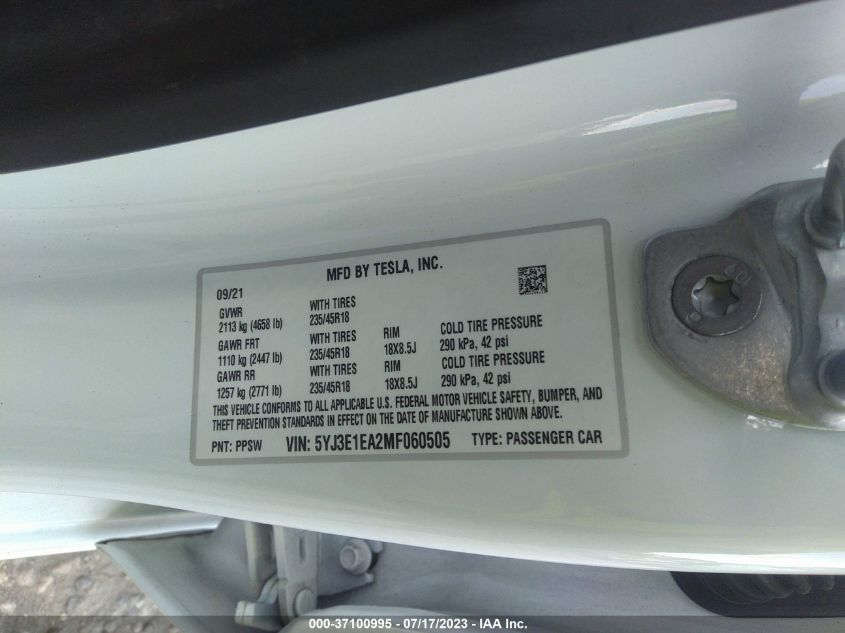 MFD BY TESLA, INC.
09/21
GVWR
2113 kg (4658 lb)
WITH TIRES
235/45R18
GAWR FRT
1110 kg (2447 lb)
WITH TIRES
235/45R18
RIM
18X8.5J
COLD TIRE PRESSURE
290 kPa, 42 psi
GAWR RR
1257 kg (2771 lb)
WITH TIRES
235/45R18
RIM
18X8.5J
COLD TIRE PRESSURE
290 kPa, 42 psi
THIS VEHICLE CONFORMS TO ALL APPLICABLE U.S. FEDERAL MOTOR VEHICLE SAFETY, BUMPER, AND
THEFT PREVENTION STANDARDS IN EFFECT ON THE DATE OF MANUFACTURE SHOWN ABOVE.
PNT: PPSW VIN: 5YJ3E1EA2MF060505 TYPE: PASSENGER CAR
000-37100995 / 07/17/2023 - IAA Inc.